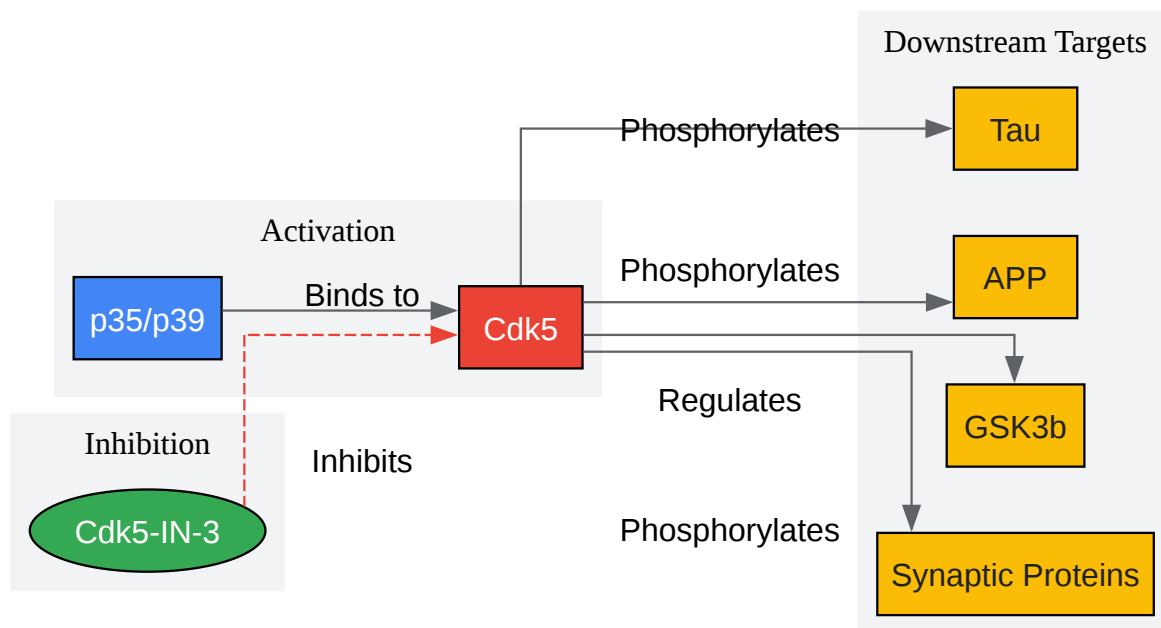 Downstream Targets
Phosphorylates
Tau
Activation
Phosphorylates
APP
Binds to
p35/p39
Cdk5
Regulates
GSK3b
Inhibition
Inhibits
Cdk5-IN-3
Phosphorylates
Synaptic Proteins